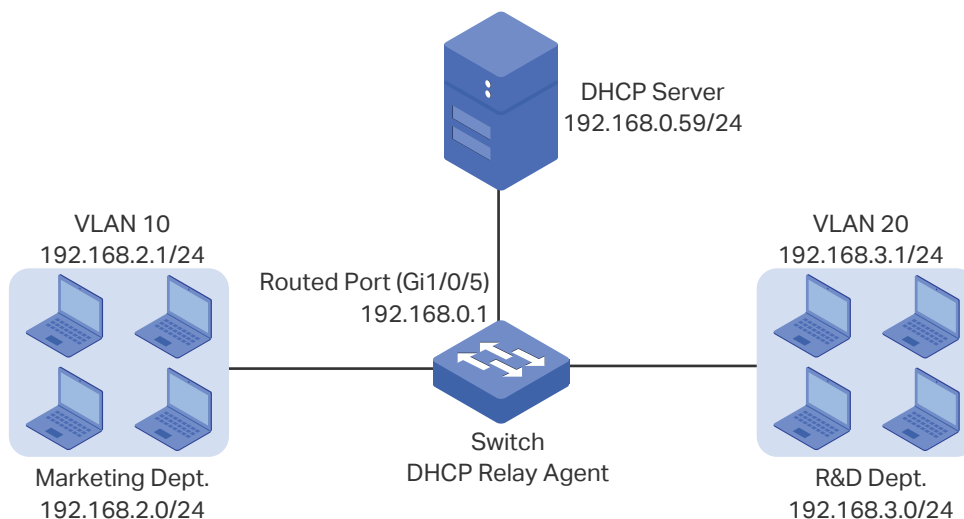 DHCP Server
192.168.0.59/24
VLAN 10
192.168.2.1/24
VLAN 20
192.168.3.1/24
Routed Port (Gi1/0/5)
192.168.0.1
Switch
DHCP Relay Agent
Marketing Dept.
192.168.2.0/24
R&D Dept.
192.168.3.0/24